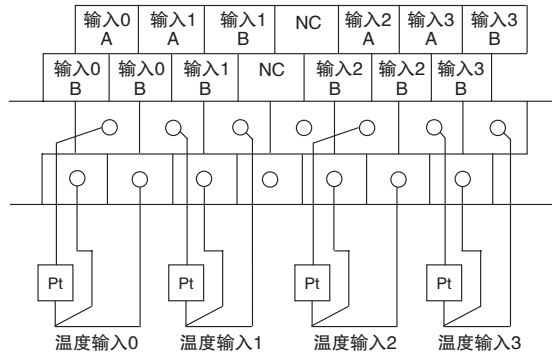 输入0 输入1 输入1 NC 输入2 输入3 输入3
A A B A A B
输入0 输入0 输入1 NC 输入2 输入2 输入3
B B B B B B
Pt Pt Pt Pt
温度输入0 温度输入1 温度输入2 温度输入3